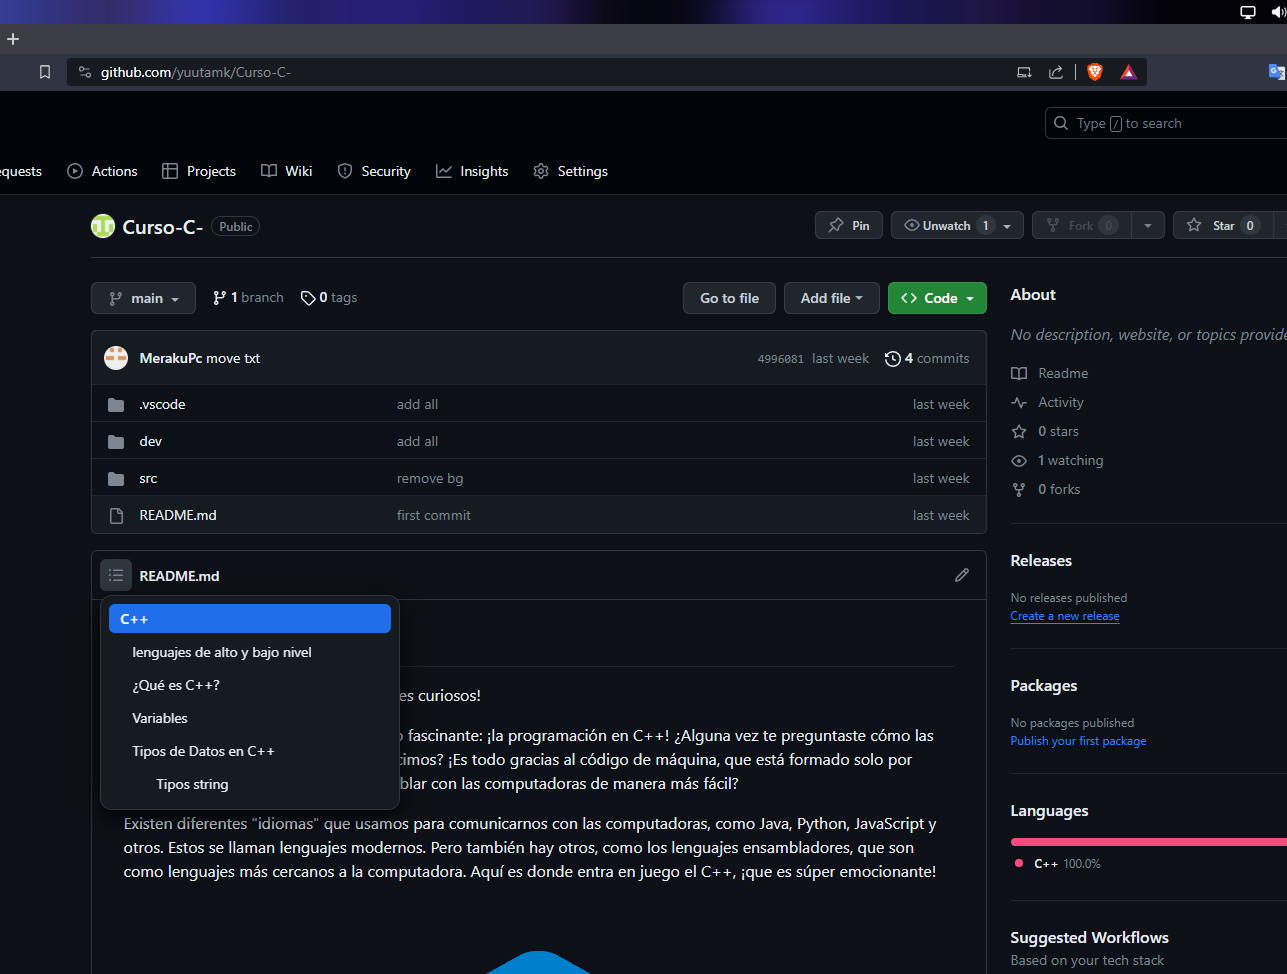 +
github.com/yuutamk/Curso-C-
Type / to search
equests Actions Projects Wiki Security Insights Settings
Curso-C- Public
Pin Unwatch 1 Fork 0 Star 0
main 1 branch 0 tags
Go to file Add file Code
MerakuPc move txt 4996081 last week 4 commits
.vscode add all last week
dev add all last week
src remove bg last week
README.md first commit last week
README.md
C++
lenguajes de alto y bajo nivel
¿Qué es C++?
Variables
Tipos de Datos en C++
Tipos string
es curiosos!
o fascinante: ¡la programación en C++! ¿Alguna vez te preguntaste cómo las
cimos? ¡Es todo gracias al código de máquina, que está formado solo por
blar con las computadoras de manera más fácil?
Existen diferentes "idiomas" que usamos para comunicarnos con las computadoras, como Java, Python, JavaScript y
otros. Estos se llaman lenguajes modernos. Pero también hay otros, como los lenguajes ensambladores, que son
como lenguajes más cercanos a la computadora. Aquí es donde entra en juego el C++, ¡que es súper emocionante!
About
No description, website, or topics provide
Readme
Activity
0 stars
1 watching
0 forks
Releases
No releases published
Create a new release
Packages
No packages published
Publish your first package
Languages
C++ 100.0%
Suggested Workflows
Based on your tech stack